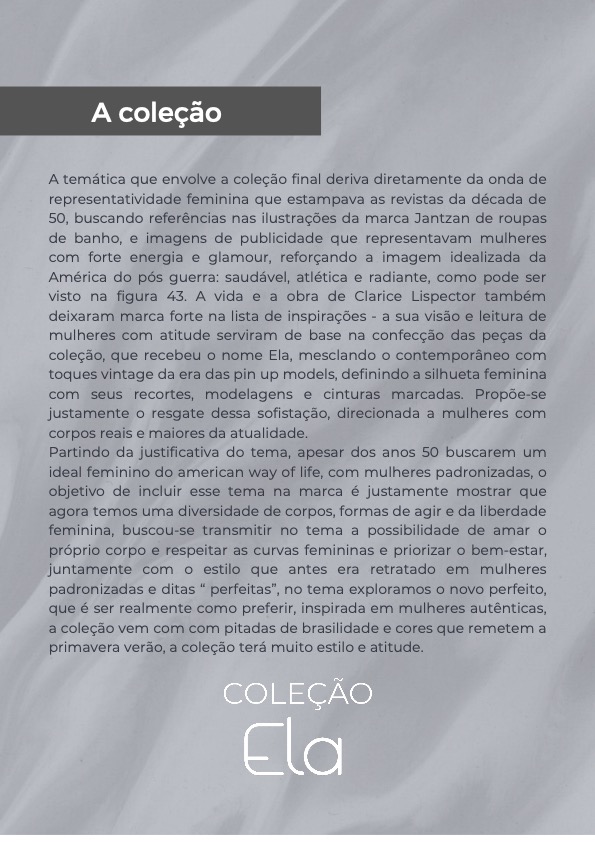 A coleção
A temática que envolve a coleção final deriva diretamente da onda de
representatividade feminina que estampava as revistas da década de
50, buscando referências nas ilustrações da marca Jantzan de roupas
de banho, e imagens de publicidade que representavam mulheres
com forte energia e glamour, reforçando a imagem idealizada da
América do pós guerra: saudável, atlética e radiante, como pode ser
visto na figura 43. A vida e a obra de Clarice Lispector também
deixaram marca forte na lista de inspirações - a sua visão e leitura de
mulheres com atitude serviram de base na confecção das peças da
coleção, que recebeu o nome Ela, mesclando o contemporâneo com
toques vintage da era das pin up models, definindo a silhueta feminina
com seus recortes, modelagens e cinturas marcadas. Propõe-se
justamente o resgate dessa sofistação, direcionada a mulheres com
corpos reais e maiores da atualidade.
Partindo da justificativa do tema, apesar dos anos 50 buscarem um
ideal feminino do american way of life, com mulheres padronizadas, o
objetivo de incluir esse tema na marca é justamente mostrar que
agora temos uma diversidade de corpos, formas de agir e da liberdade
feminina, buscou-se transmitir no tema a possibilidade de amar o
próprio corpo e respeitar as curvas femininas e priorizar o bem-estar,
juntamente com o estilo que antes era retratado em mulheres
padronizadas e ditas “ perfeitas”, no tema exploramos o novo perfeito,
que é ser realmente como preferir, inspirada em mulheres autênticas,
a coleção vem com com pitadas de brasilidade e cores que remetem a
primavera verão, a coleção terá muito estilo e atitude.
COLEÇÃO
Ela